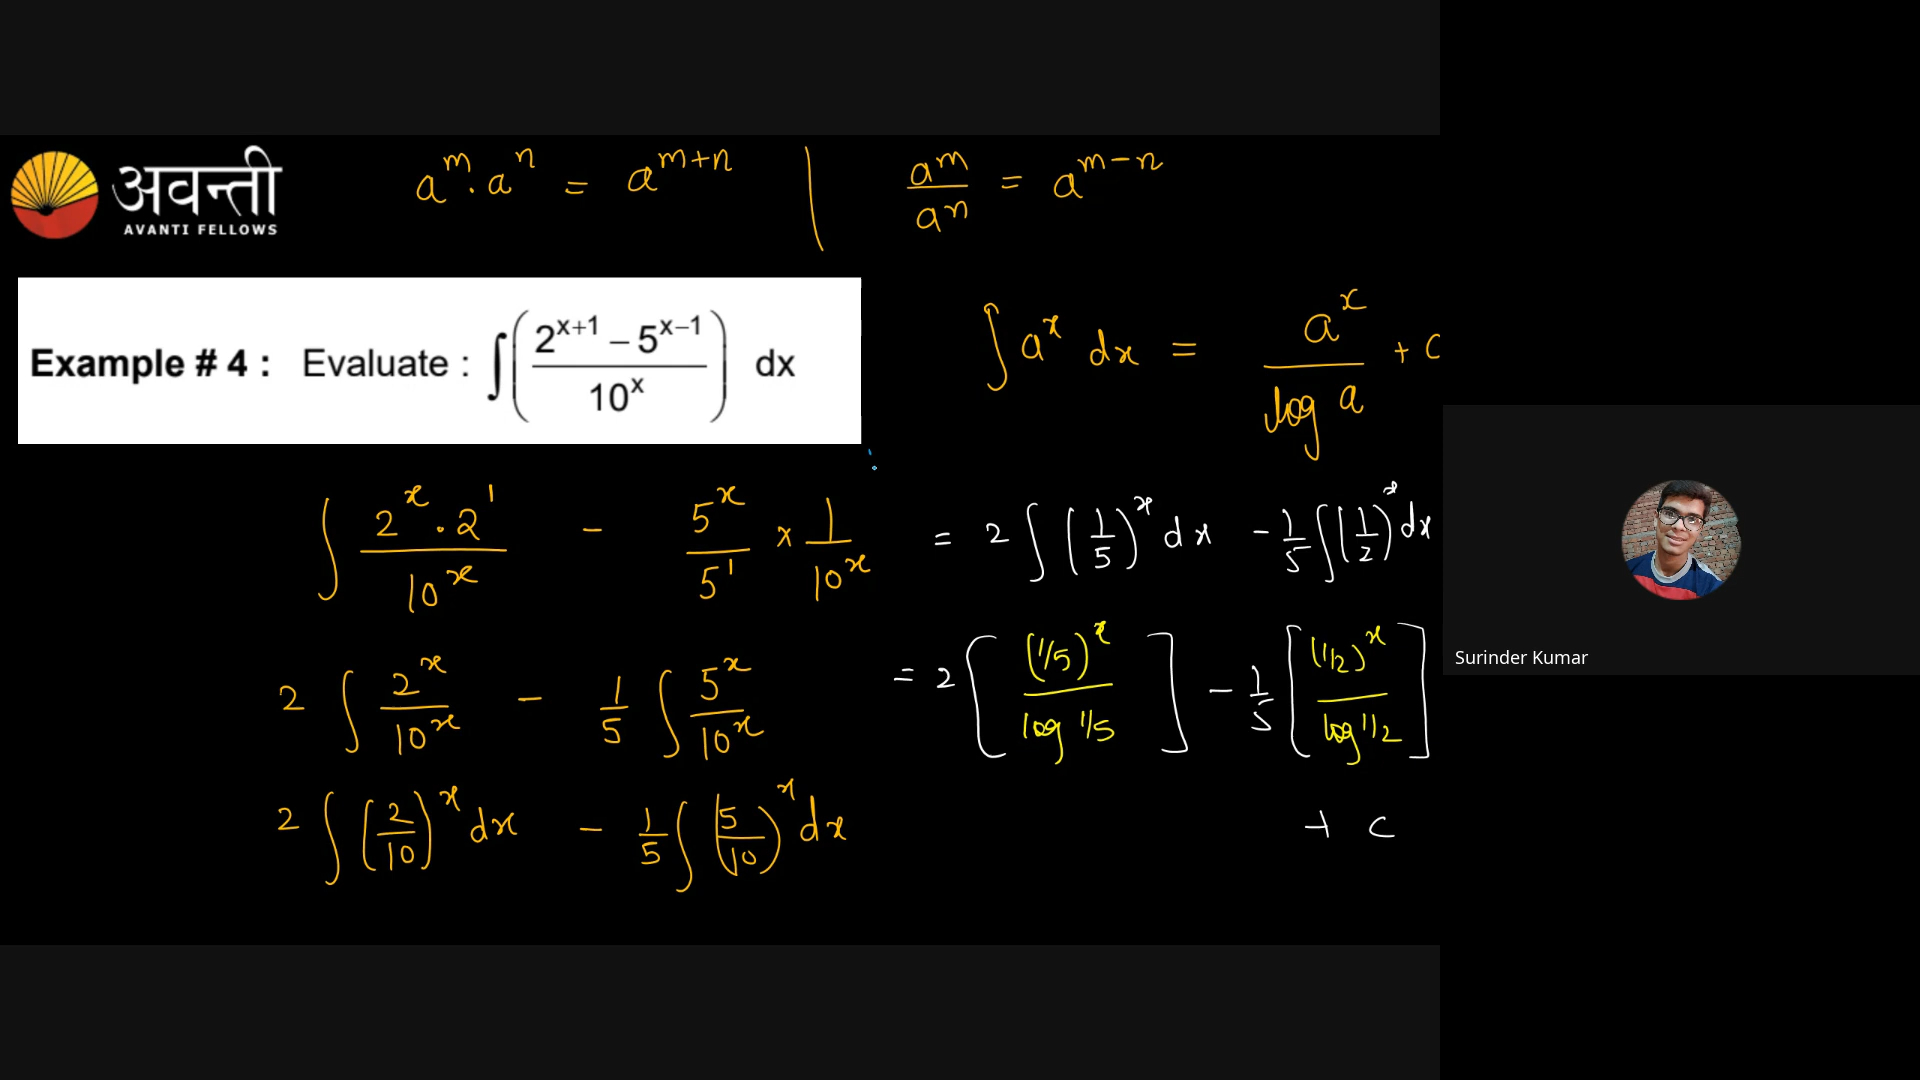 अवन्ती
AVANTI FELLOWS
a^m . a^n = a^{m+n} | a^m/a^n = a^{m-n}
Example # 4 : Evaluate : ∫((2^{x+1} – 5^{x–1})/10^x) dx
∫ a^x dx = a^x/log a + c
∫ (2^x . 2^1)/10^x - 5^x/5^1 x 1/10^x
2 ∫ 2^x/10^x - 1/5 ∫ 5^x/10^x
2 ∫ (2/10)^x dx - 1/5 ∫ (5/10)^x dx
= 2 ∫ (1/5)^x dx - 1/5 ∫ (1/2)^x dx
= 2 [ (1/5)^x / log 1/5 ] - 1/5 [ (1/2)^x / log 1/2 ]
+ c
Surinder Kumar